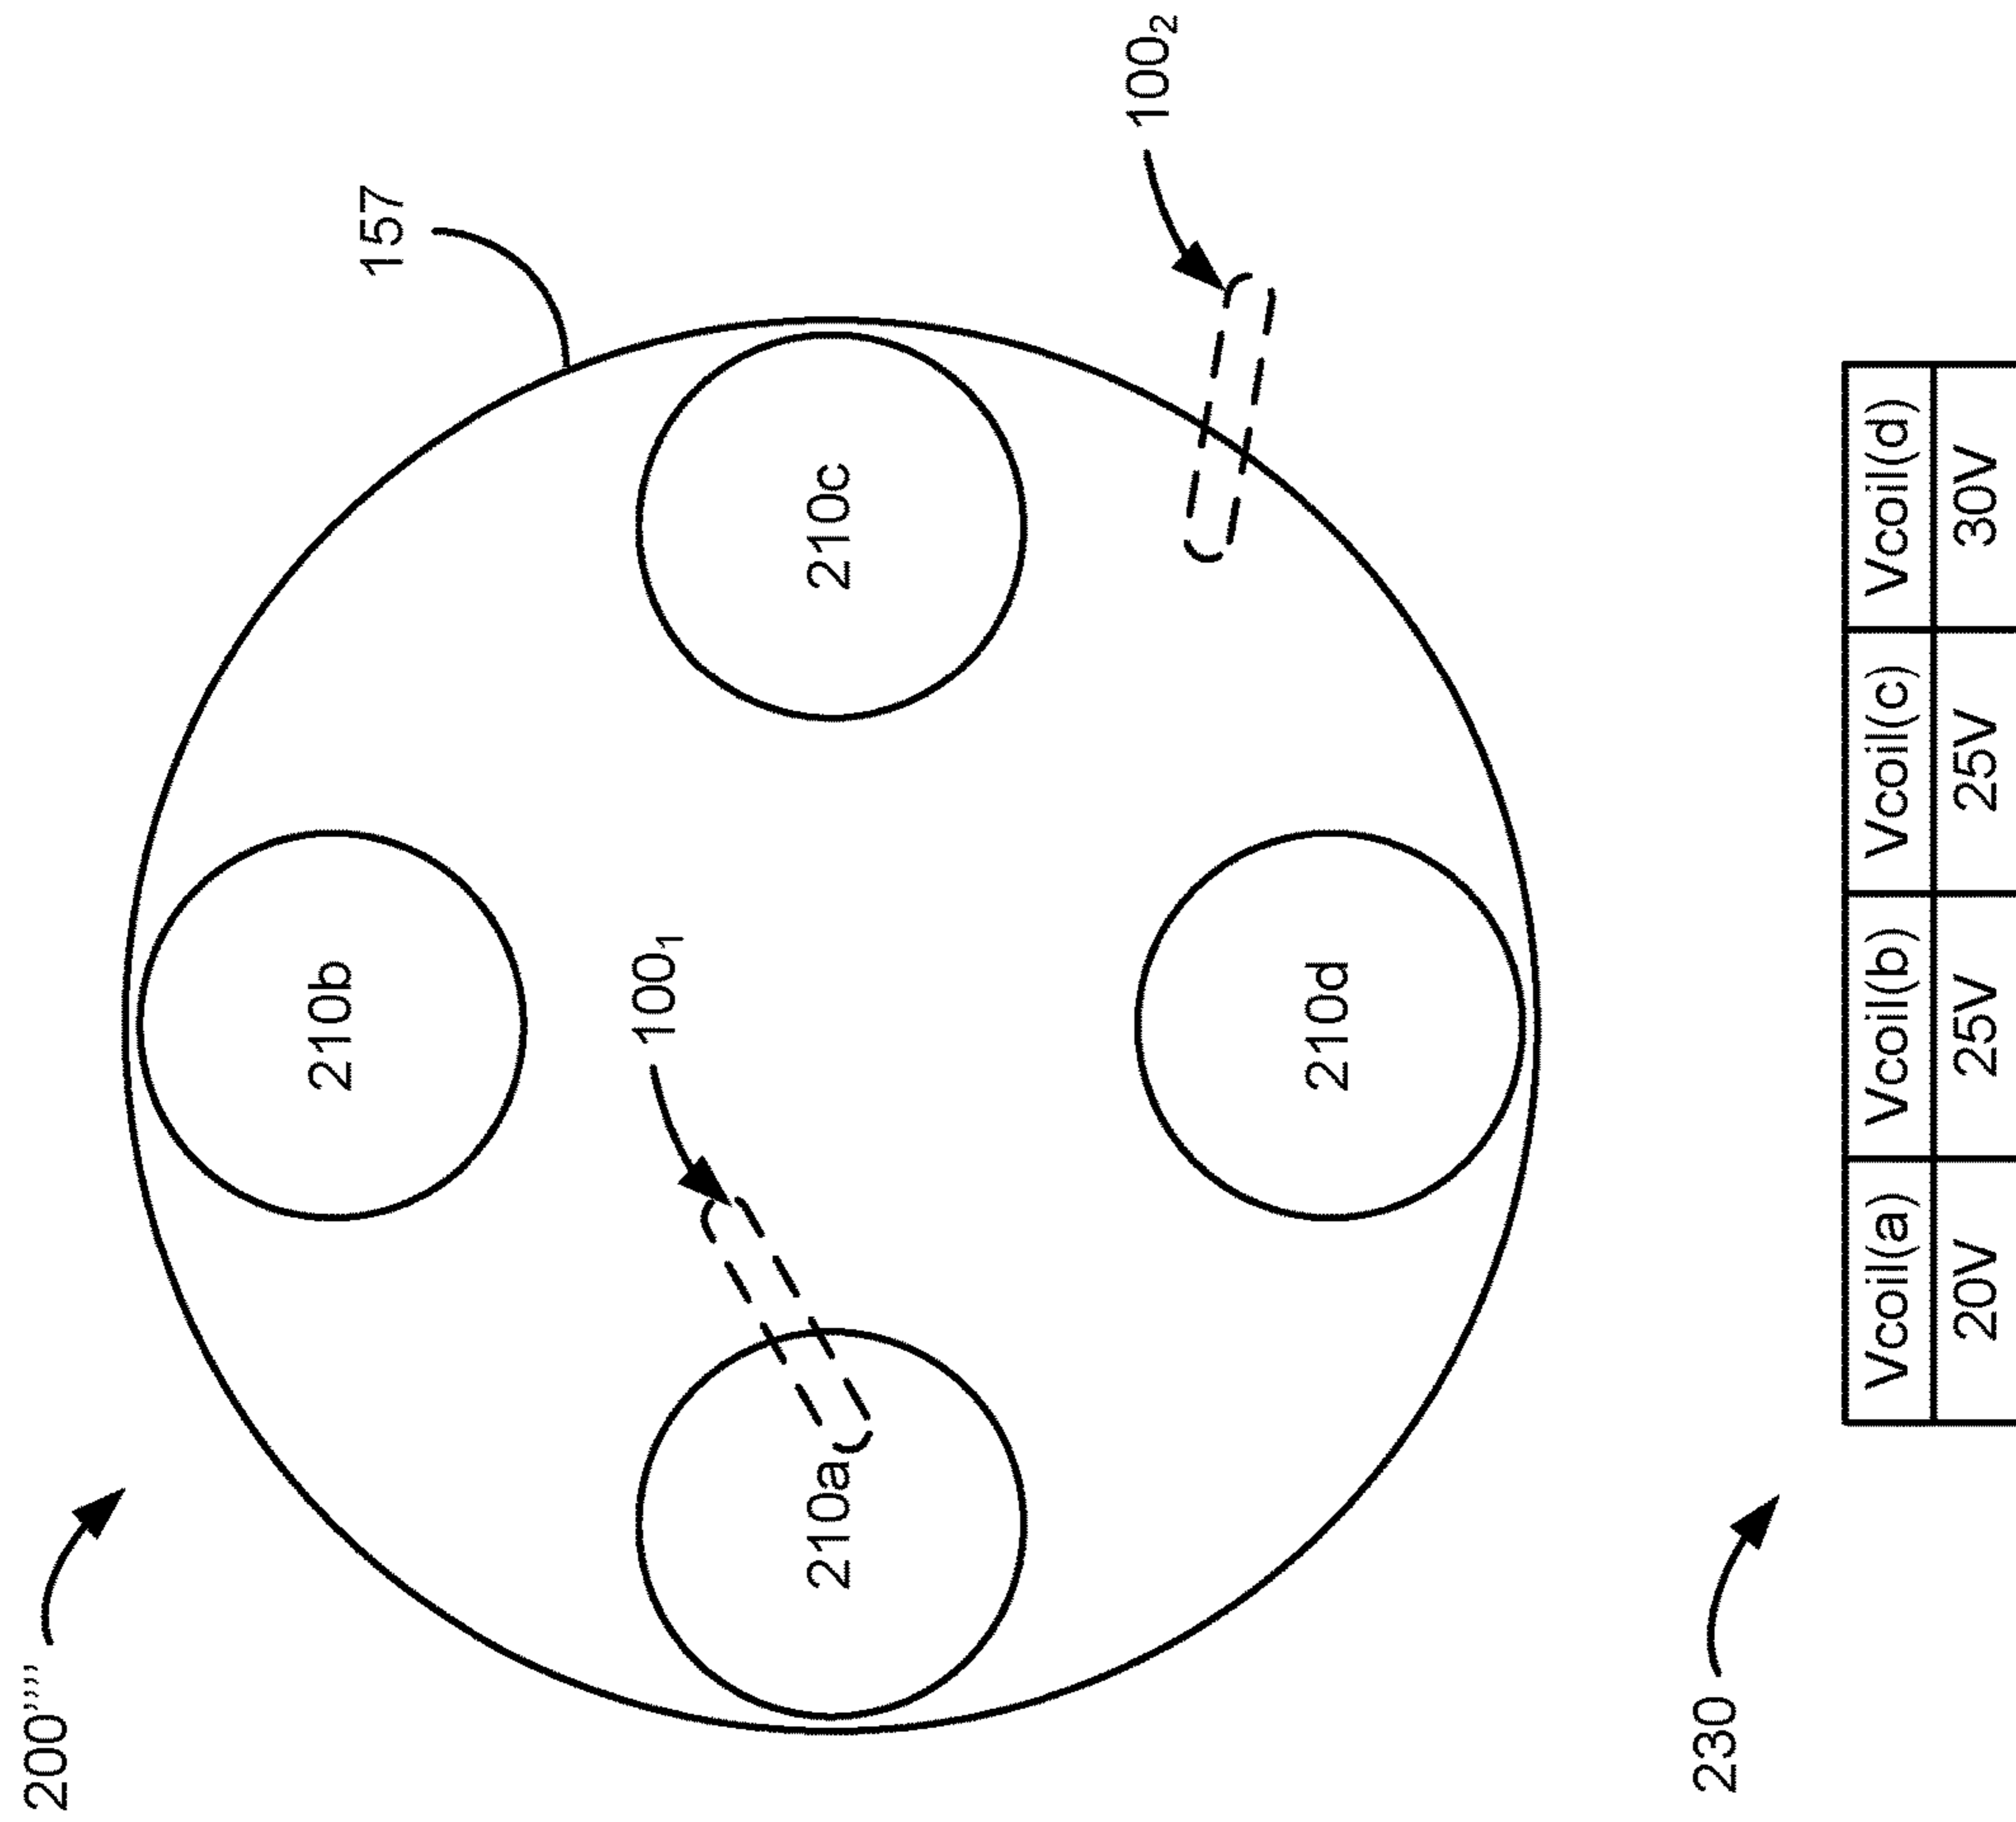 200''''
157
210b
100₁
210a
210c
210d
100₂
230
Vcoil(a) Vcoil(b) Vcoil(c) Vcoil(d)
20V 25V 25V 30V